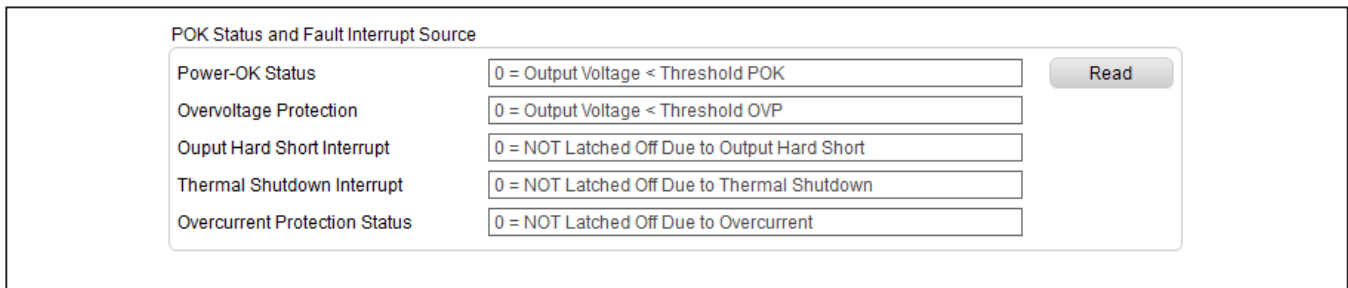 POK Status and Fault Interrupt Source
Power-OK Status 0 = Output Voltage < Threshold POK Read
Overvoltage Protection 0 = Output Voltage < Threshold OVP
Ouput Hard Short Interrupt 0 = NOT Latched Off Due to Output Hard Short
Thermal Shutdown Interrupt 0 = NOT Latched Off Due to Thermal Shutdown
Overcurrent Protection Status 0 = NOT Latched Off Due to Overcurrent